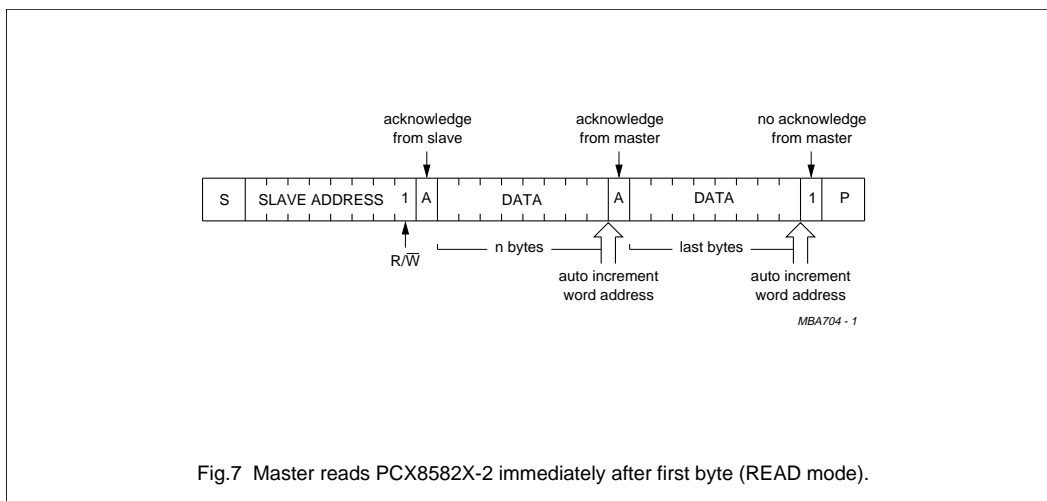 acknowledge
from slave
acknowledge
from master
no acknowledge
from master
S SLAVE ADDRESS 1 A DATA A DATA 1 P
R/W̅
n bytes
last bytes
auto increment
word address
auto increment
word address
MBA704 - 1
Fig.7 Master reads PCX8582X-2 immediately after first byte (READ mode).